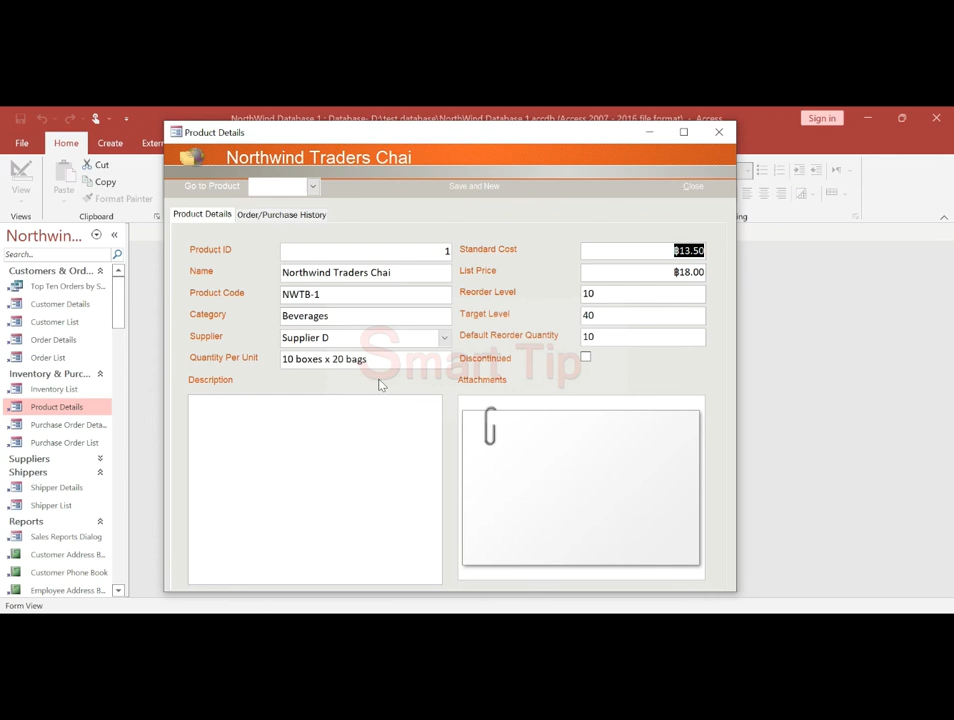 NorthWind Database 1 : Database- D:\test database\NorthWind Database 1.accdb (Access 2007 - 2016 file format) - Access
Sign in
File
Home
Create
Exter
View
Paste
Cut
Copy
Format Painter
Views
Clipboard
ing
Product Details
Northwind Traders Chai
Go to Product
Save and New
Close
Product Details
Order/Purchase History
Product ID
1
Name
Northwind Traders Chai
Product Code
NWTB-1
Category
Beverages
Supplier
Supplier D
Quantity Per Unit
10 boxes x 20 bags
Description
Standard Cost
฿13.50
List Price
฿18.00
Reorder Level
10
Target Level
40
Default Reorder Quantity
10
Discontinued
Attachments
Smart Tip
Northwin...
Search...
Customers & Ord...
Top Ten Orders by S...
Customer Details
Customer List
Order Details
Order List
Inventory & Purc...
Inventory List
Product Details
Purchase Order Deta...
Purchase Order List
Suppliers
Shippers
Shipper Details
Shipper List
Reports
Sales Reports Dialog
Customer Address B...
Customer Phone Book
Employee Address B...
Form View